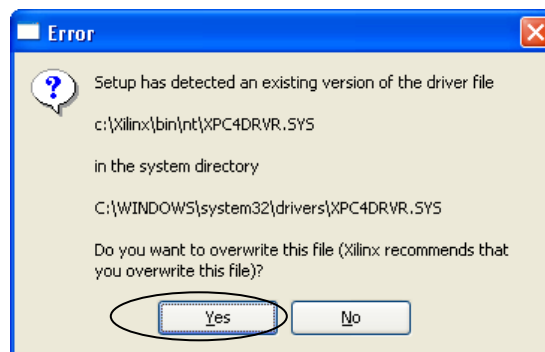 Error
Setup has detected an existing version of the driver file
c:\Xilinx\bin\nt\XPC4DRVR.SYS
in the system directory
C:\WINDOWS\system32\drivers\XPC4DRVR.SYS
Do you want to overwrite this file (Xilinx recommends that
you overwrite this file)?
Yes No